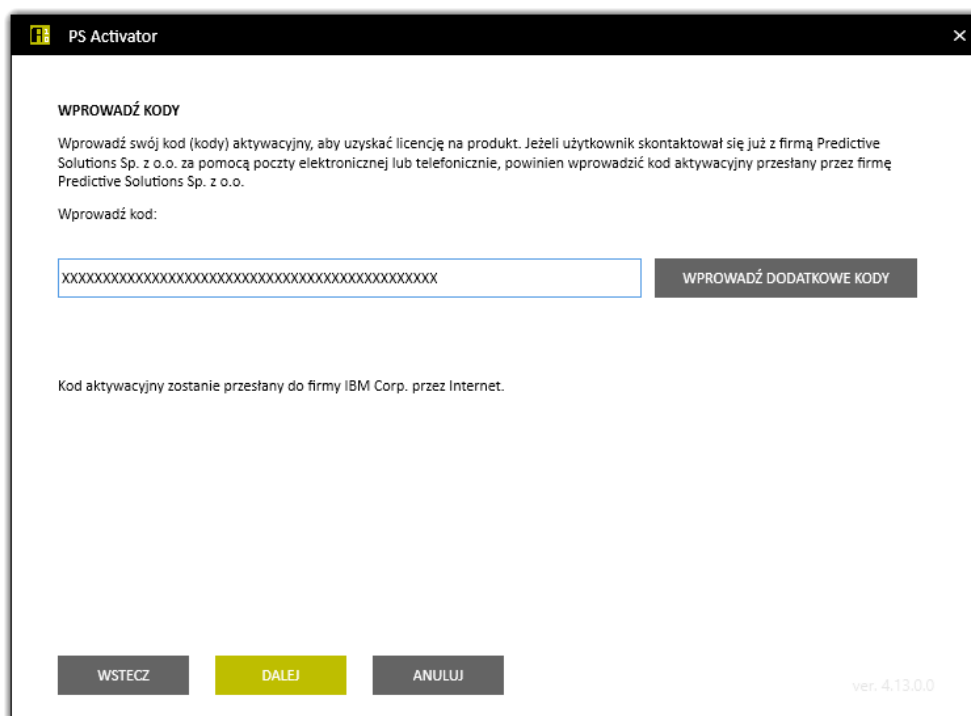 PS Activator
WPROWADŹ KODY
Wprowadź swój kod (kody) aktywacyjny, aby uzyskać licencję na produkt. Jeżeli użytkownik skontaktował się już z firmą Predictive
Solutions Sp. z o.o. za pomocą poczty elektronicznej lub telefonicznie, powinien wprowadzić kod aktywacyjny przesłany przez firmę
Predictive Solutions Sp. z o.o.
Wprowadź kod:
XXXXXXXXXXXXXXXXXXXXXXXXXXXXXXXXXXXXXXXXXXXXXX
WPROWADŹ DODATKOWE KODY
Kod aktywacyjny zostanie przesłany do firmy IBM Corp. przez Internet.
WSTECZ
DALEJ
ANULUJ
ver. 4.13.0.0